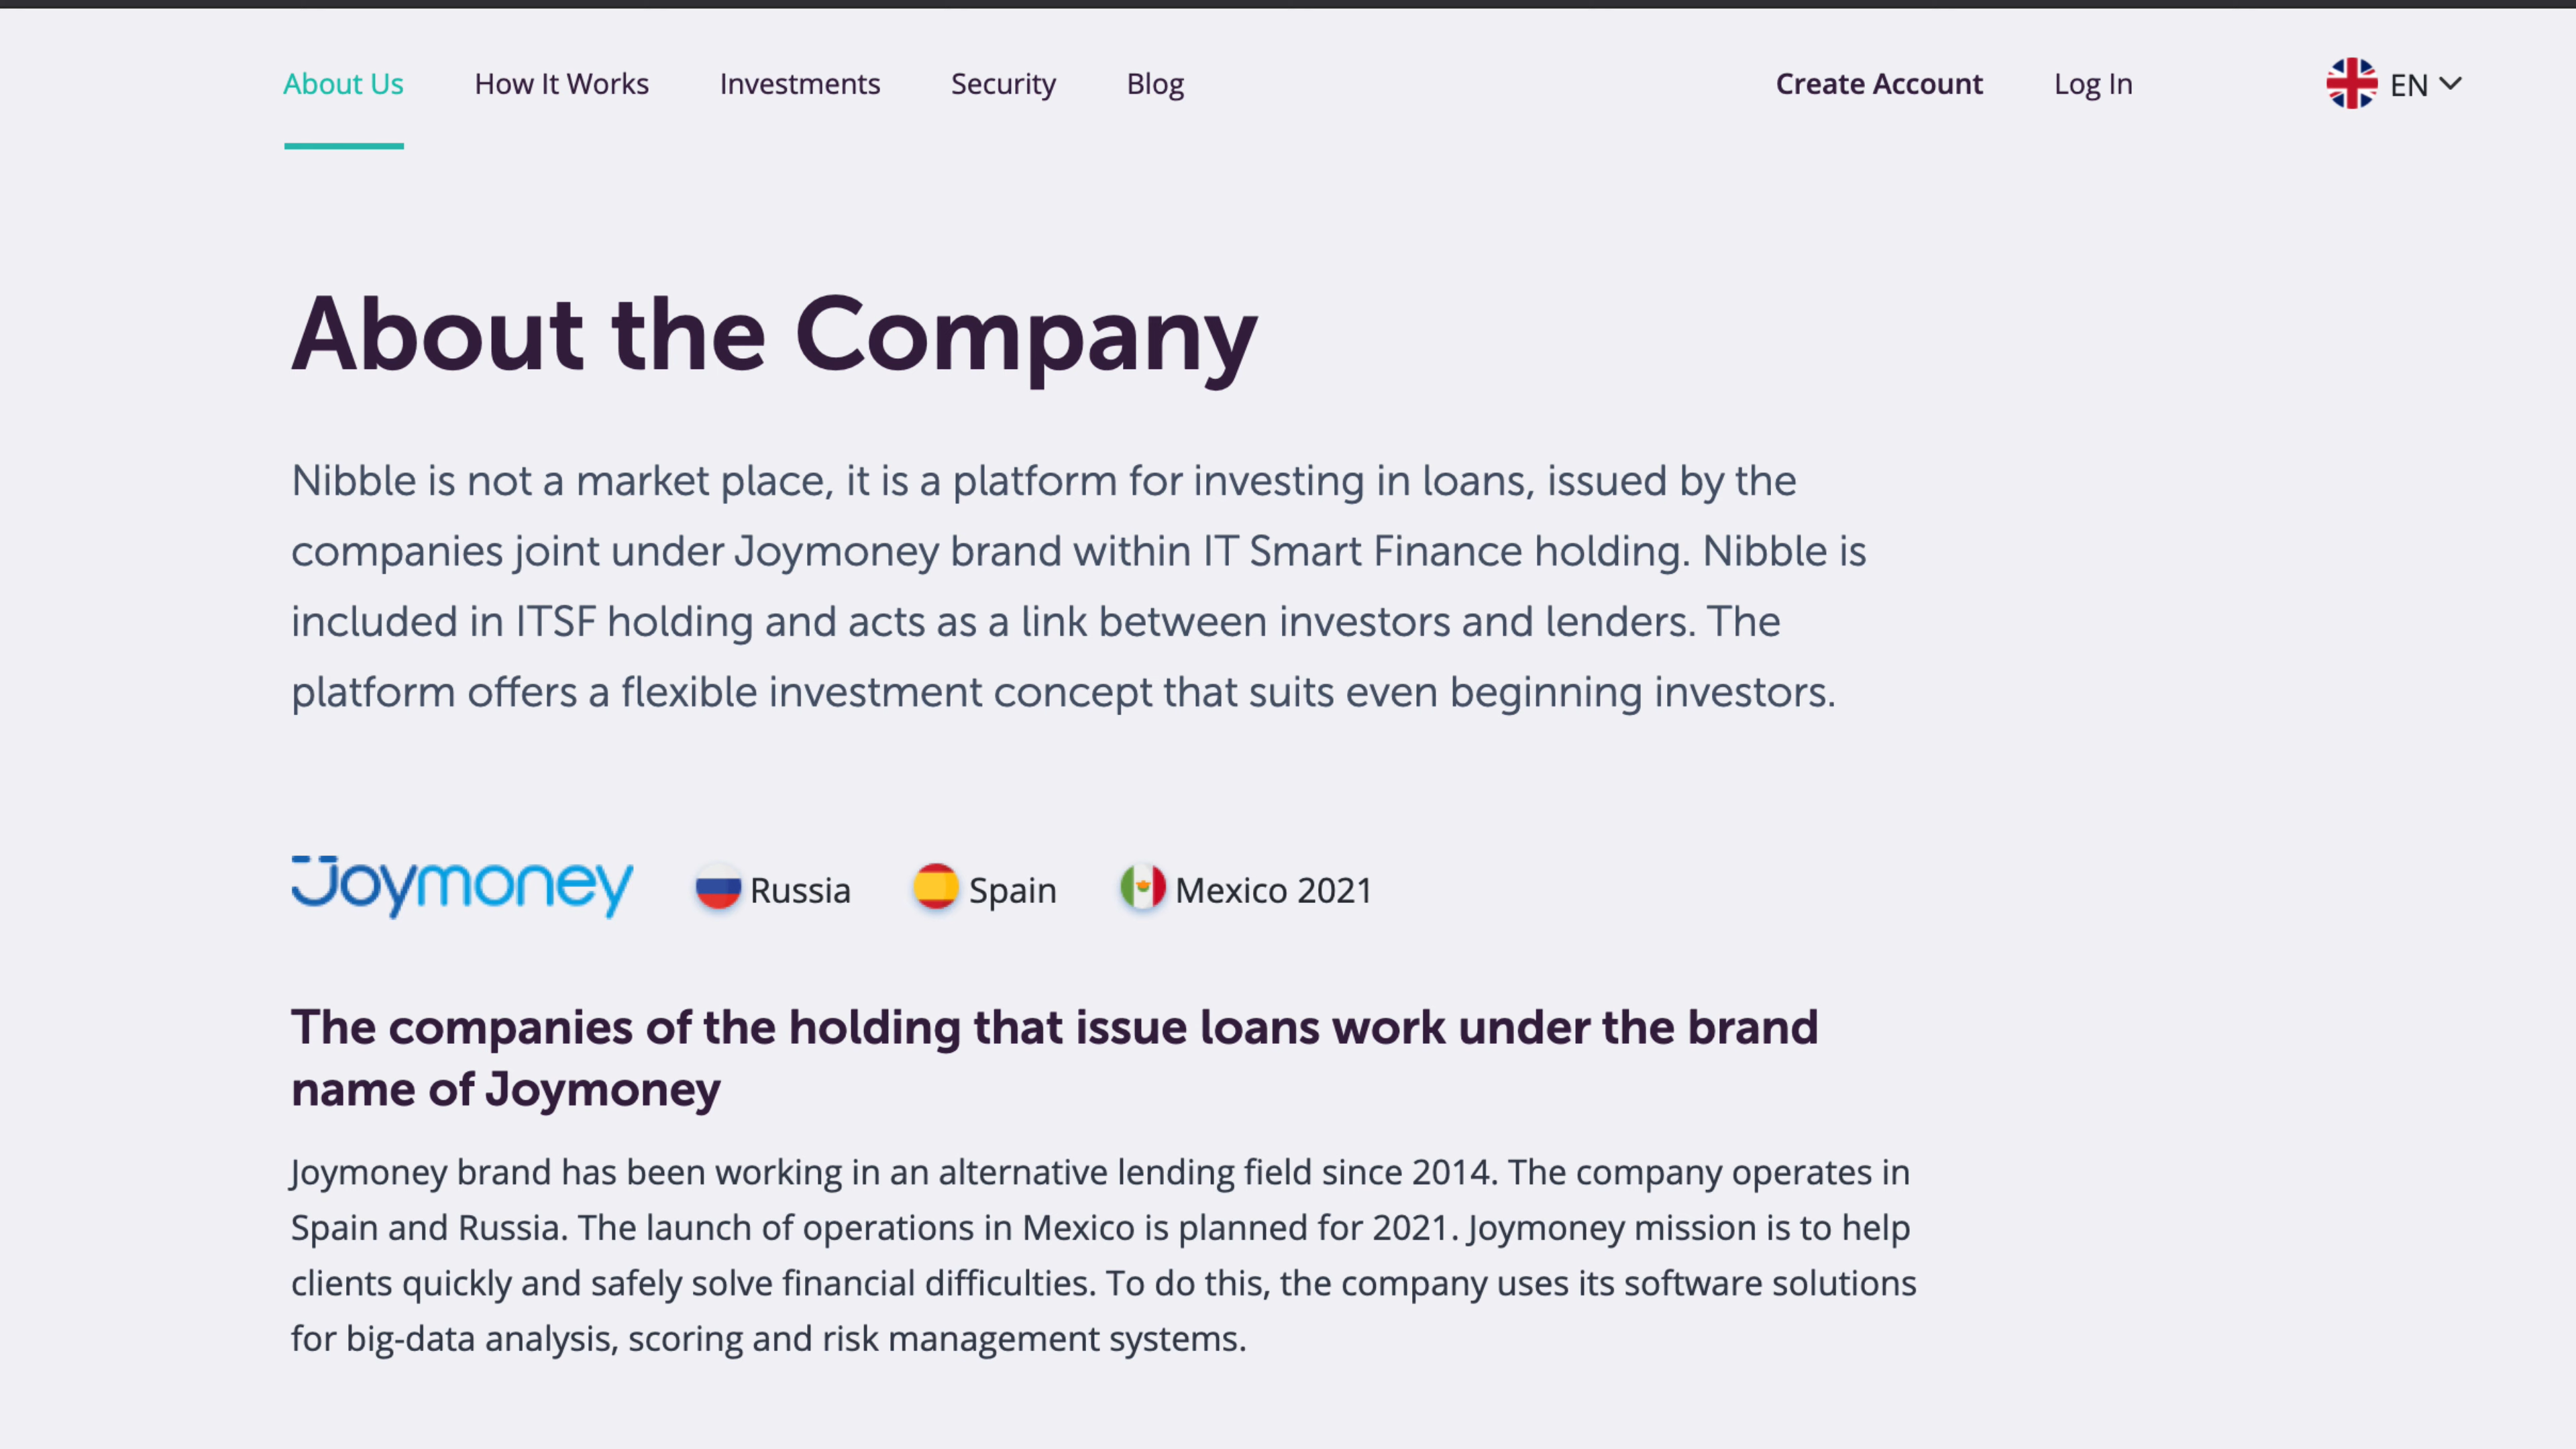 About Us How It Works Investments Security Blog Create Account Log In EN
About the Company
Nibble is not a market place, it is a platform for investing in loans, issued by the
companies joint under Joymoney brand within IT Smart Finance holding. Nibble is
included in ITSF holding and acts as a link between investors and lenders. The
platform offers a flexible investment concept that suits even beginning investors.
Joymoney Russia Spain Mexico 2021
The companies of the holding that issue loans work under the brand
name of Joymoney
Joymoney brand has been working in an alternative lending field since 2014. The company operates in
Spain and Russia. The launch of operations in Mexico is planned for 2021. Joymoney mission is to help
clients quickly and safely solve financial difficulties. To do this, the company uses its software solutions
for big-data analysis, scoring and risk management systems.